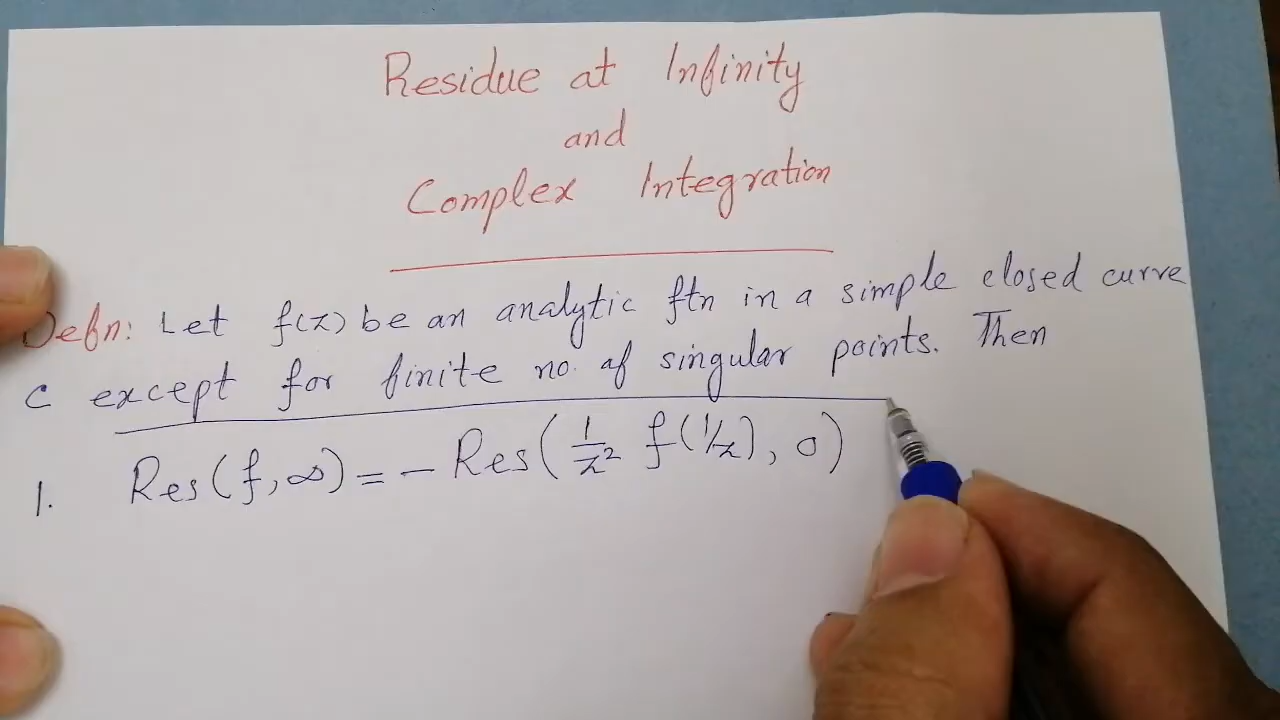 Residue at Infinity
and
Complex Integration
Defn: Let f(z) be an analytic ftn in a simple closed curve
C except for finite no. of singular points. Then
1. Res(f,∞) = - Res(1/z² f(1/z), 0)